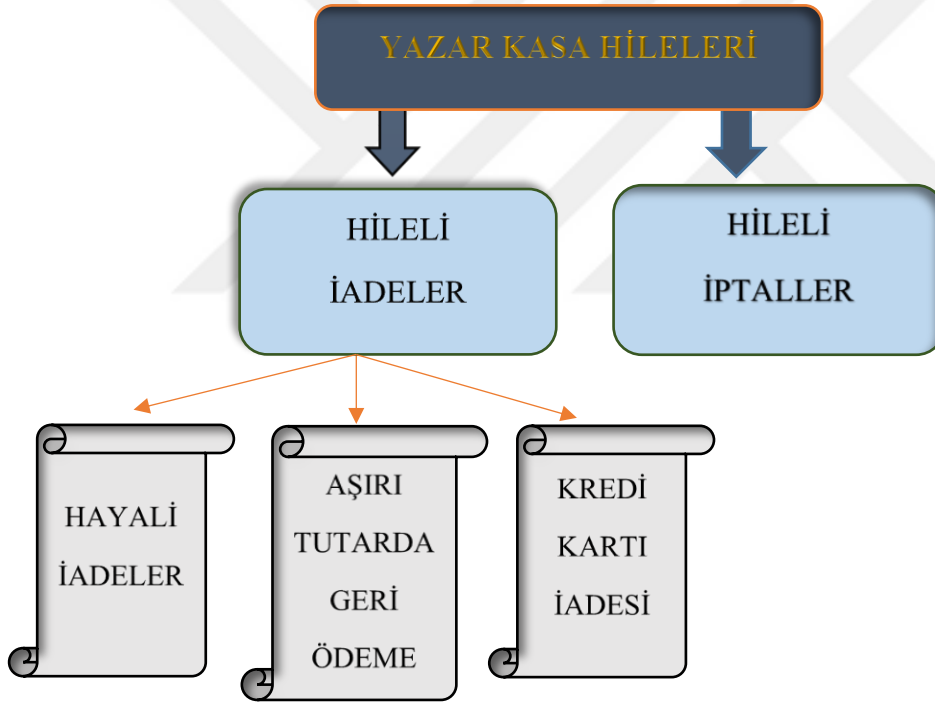 YAZAR KASA HİLELERİ
HİLELİ
İADELER
HİLELİ
İPTALLER
HAYALİ
İADELER
AŞIRI
TUTARDA
GERİ
ÖDEME
KREDİ
KARTI
İADESİ